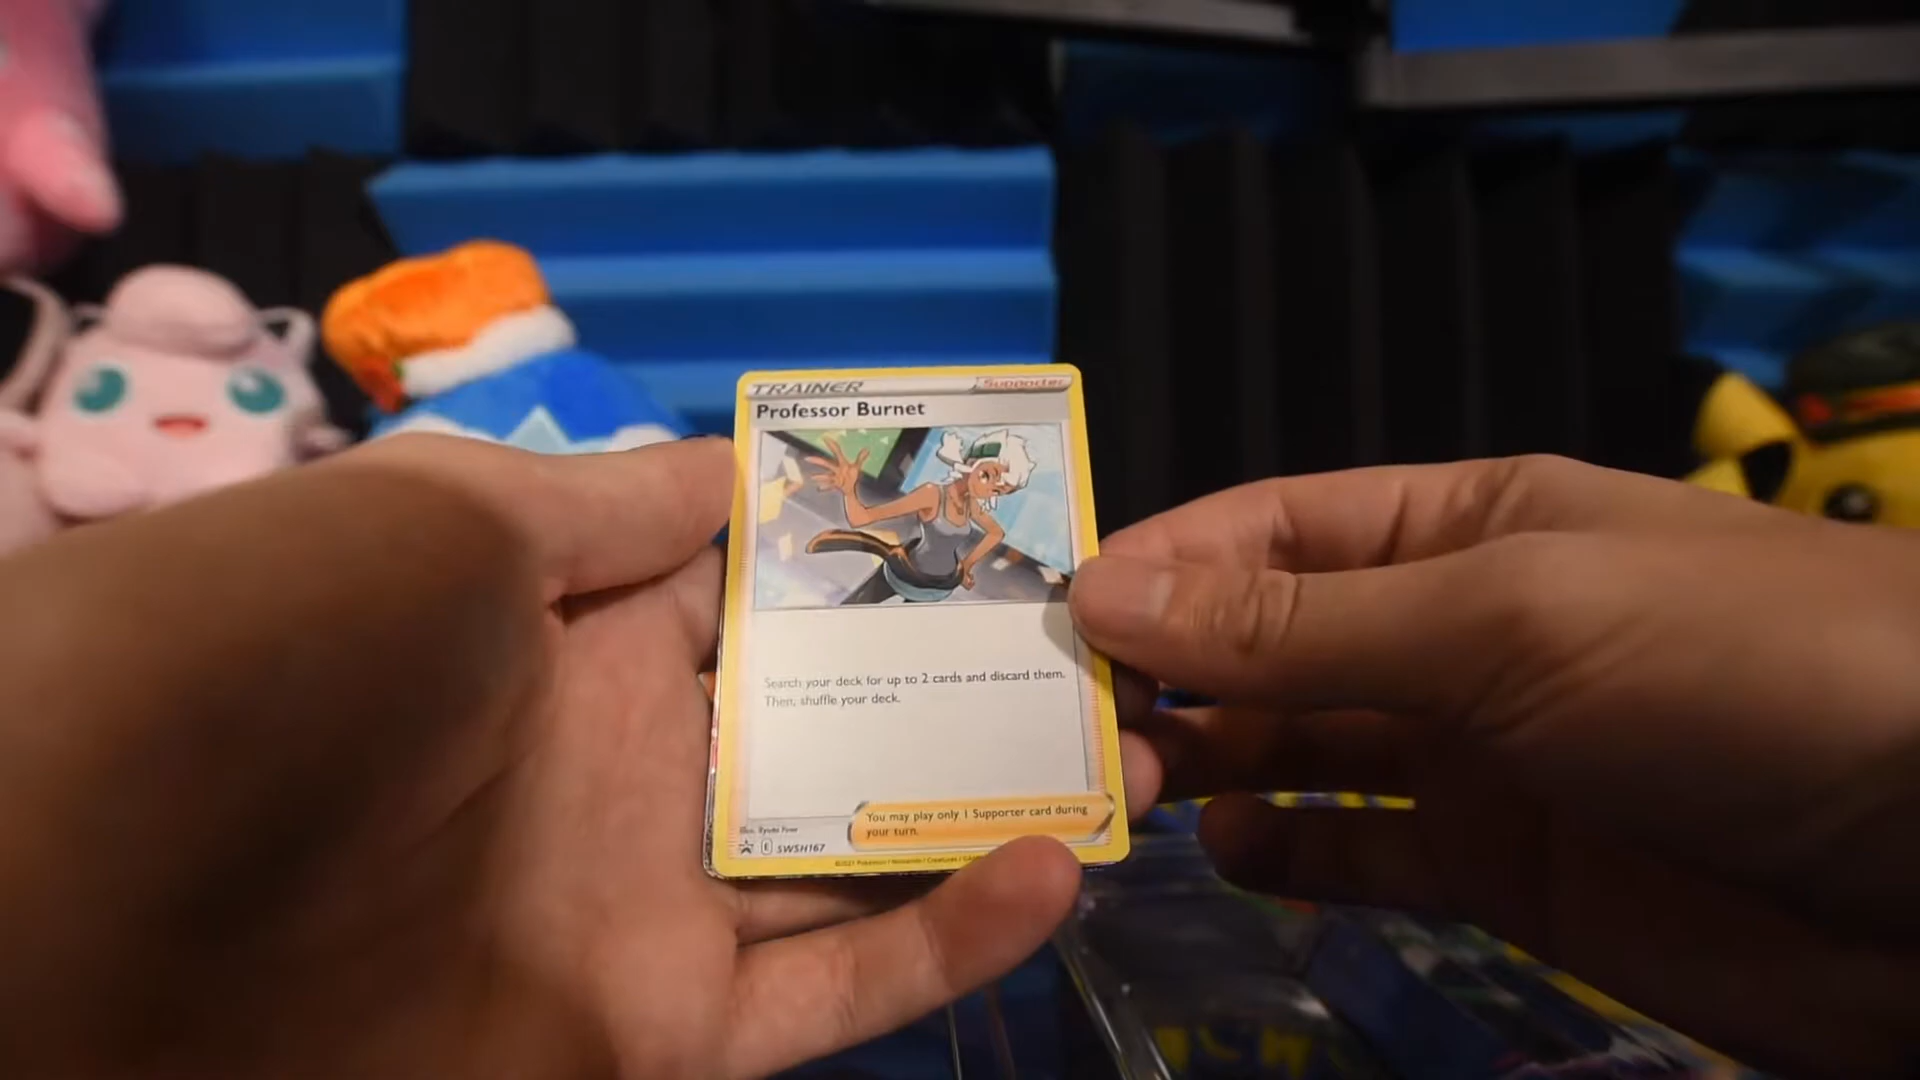 TRAINER Supporter
Professor Burnet
Search your deck for up to 2 cards and discard them.
Then, shuffle your deck.
You may play only 1 Supporter card during
your turn.
Illus. Ryuta Fuse
E SWSH167
©2021 Pokémon / Nintendo / Creatures /